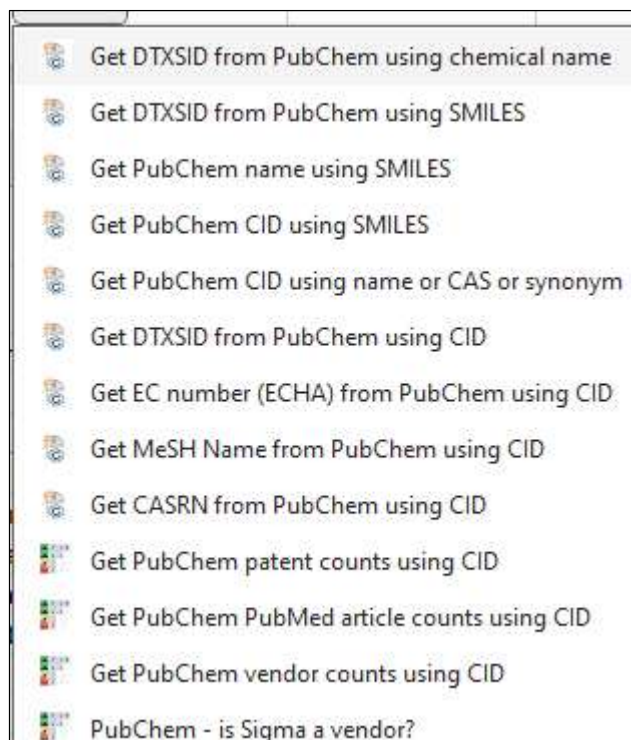 Get DTXSID from PubChem using chemical name
Get DTXSID from PubChem using SMILES
Get PubChem name using SMILES
Get PubChem CID using SMILES
Get PubChem CID using name or CAS or synonym
Get DTXSID from PubChem using CID
Get EC number (ECHA) from PubChem using CID
Get MeSH Name from PubChem using CID
Get CASRN from PubChem using CID
Get PubChem patent counts using CID
Get PubChem PubMed article counts using CID
Get PubChem vendor counts using CID
PubChem - is Sigma a vendor?